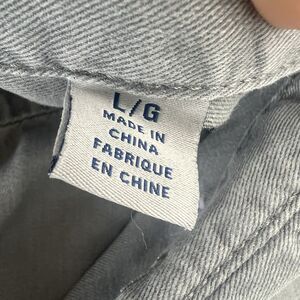 L/G
MADE IN
CHINA
FABRIQUE
EN CHINE